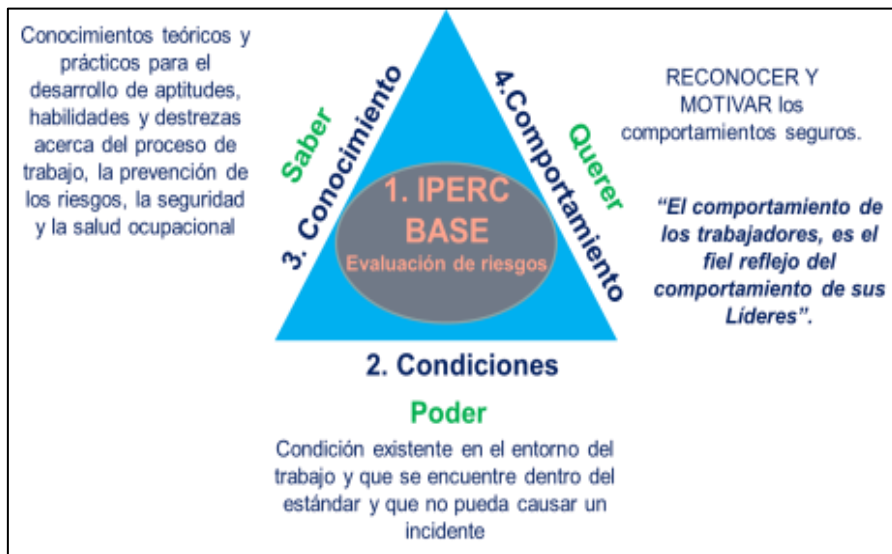 Conocimientos teóricos y
prácticos para el
desarrollo de aptitudes,
habilidades y destrezas
acerca del proceso de
trabajo, la prevención de
los riesgos, la seguridad
y la salud ocupacional
Saber
3. Conocimiento
1. IPERC
BASE
Evaluación de riesgos
4.Comportamiento
Querer
RECONOCER Y
MOTIVAR los
comportamientos seguros.
“El comportamiento de
los trabajadores, es el
fiel reflejo del
comportamiento de sus
Líderes”.
2. Condiciones
Poder
Condición existente en el entorno del
trabajo y que se encuentre dentro del
estándar y que no pueda causar un
incidente